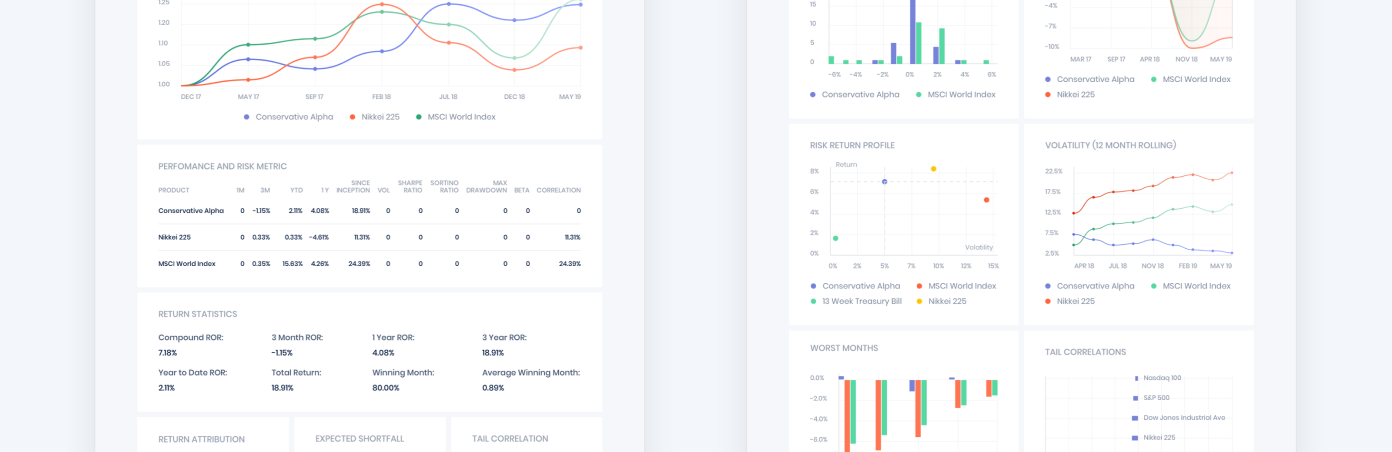 125
120
110
105
100
DEC 17 MAY 17 SEP 17 FEB 18 JUL 18 DEC 18 MAY 19
Conservative Alpha Nikkei 225 MSCI World Index
PERFOMANCE AND RISK METRIC
PRODUCT 1M 3M YTD 1 Y SINCE INCEPTION VOL SHARPE RATIO SORTINO RATIO MAX DRAWDOWN BETA CORRELATION
Conservative Alpha 0 -1.15% 2.11% 4.08% 18.91% 0 0 0 0 0 0
Nikkei 225 0 0.33% 0.33% -4.61% 11.31% 0 0 0 0 0 11.31%
MSCI World Index 0 0.35% 15.63% 4.26% 24.39% 0 0 0 0 0 24.39%
RETURN STATISTICS
Compound ROR: 3 Month ROR: 1 Year ROR: 3 Year ROR:
7.18% -1.15% 4.08% 18.91%
Year to Date ROR: Total Return: Winning Month: Average Winning Month:
2.11% 18.91% 80.00% 0.89%
RETURN ATTRIBUTION
EXPECTED SHORTFALL
TAIL CORRELATION
15
10
5
0
-6% -4% -2% 0% 2% 4% 6%
Conservative Alpha MSCI World Index
-4%
-7%
-10%
MAR 17 SEP 17 APR 18 NOV 18 MAY 19
Conservative Alpha MSCI World Index
Nikkei 225
RISK RETURN PROFILE
Return
8%
6%
4%
2%
0%
Volatility
0% 2% 5% 7% 10% 12% 15%
Conservative Alpha MSCI World Index
13 Week Treasury Bill Nikkei 225
VOLATILITY (12 MONTH ROLLING)
22.5%
17.5%
12.5%
7.5%
2.5%
APR 18 JUL 18 NOV 18 FEB 19 MAY 19
Conservative Alpha MSCI World Index
Nikkei 225
WORST MONTHS
0.0%
-2.0%
-4.0%
-6.0%
TAIL CORRELATIONS
Nasdaq 100
S&P 500
Dow Jones Industrial Ave
Nikkei 225